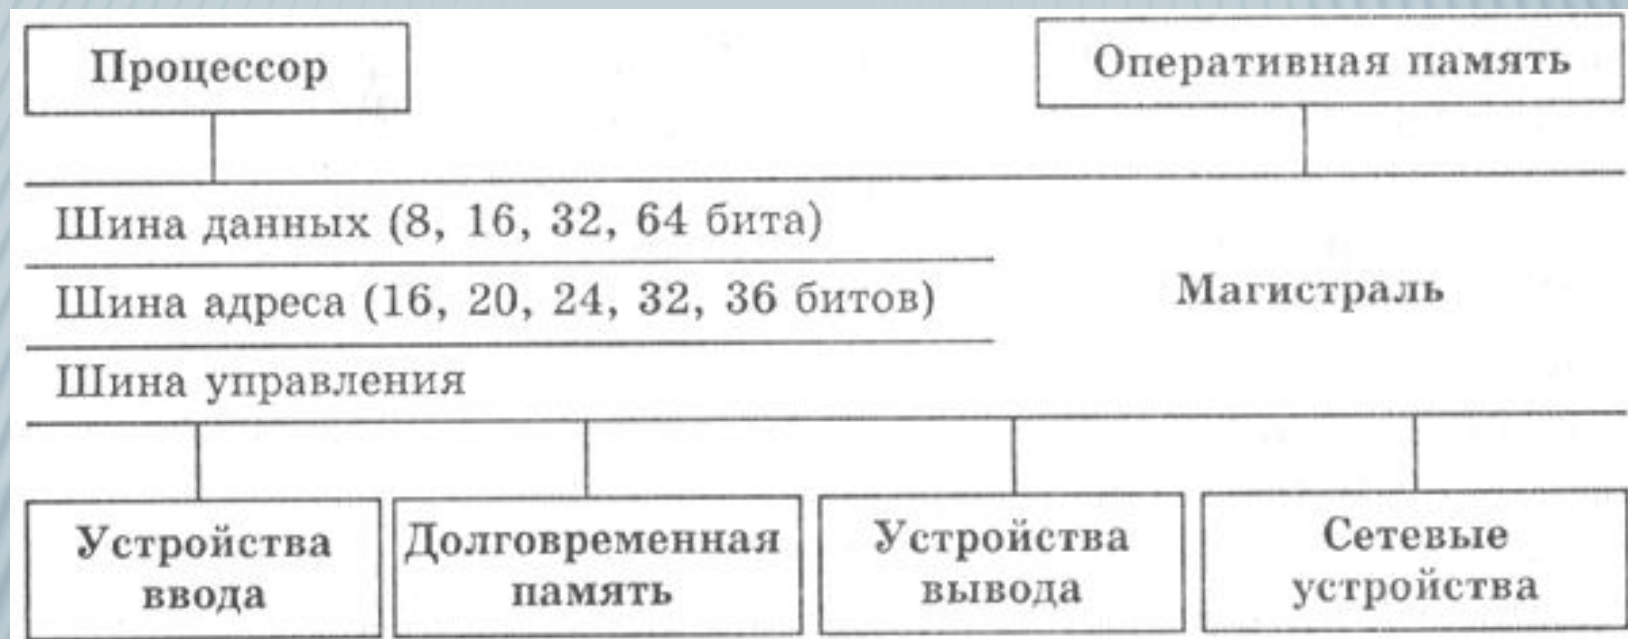 Процессор
Оперативная память
Шина данных (8, 16, 32, 64 бита)
Шина адреса (16, 20, 24, 32, 36 битов)
Магистраль
Шина управления
Устройства
ввода
Долговременная
память
Устройства
вывода
Сетевые
устройства